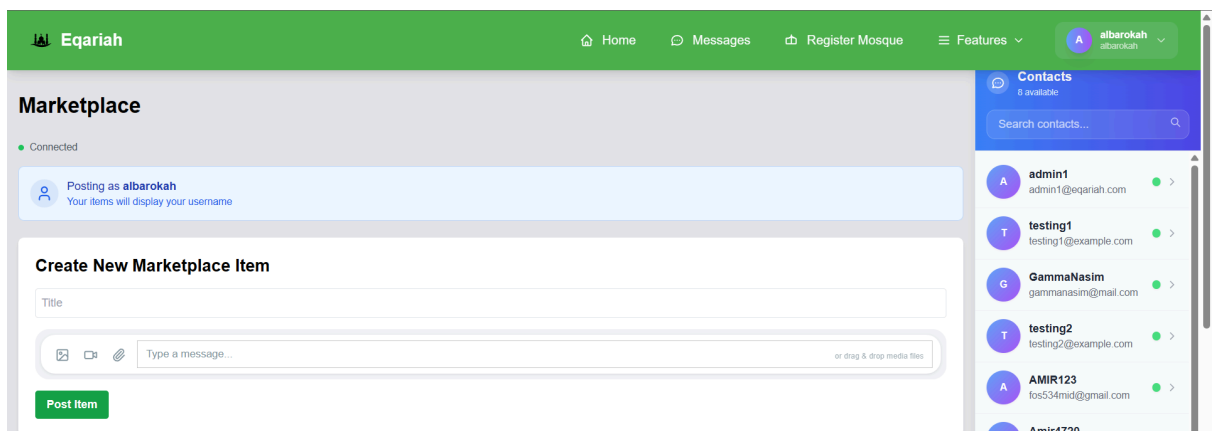 Eqariah
Home
Messages
Register Mosque
Features
A
albarokah
albarokah
Marketplace
Connected
Posting as albarokah
Your items will display your username
Create New Marketplace Item
Title
Type a message...
or drag & drop media files
Post Item
Contacts
8 available
Search contacts...
A
admin1
admin1@eqariah.com
T
testing1
testing1@example.com
G
GammaNasim
gammanasim@mail.com
T
testing2
testing2@example.com
A
AMIR123
fos534mid@gmail.com